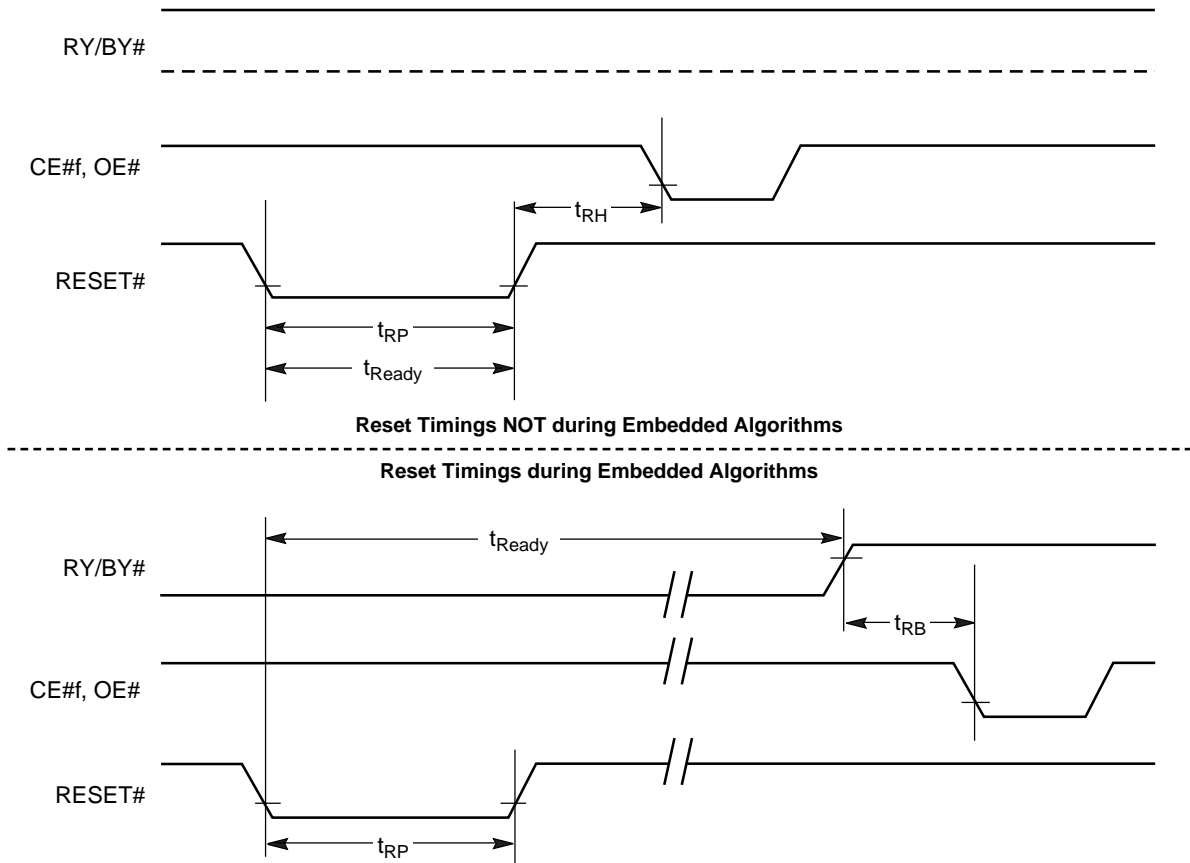 RY/BY#
CE#f, OE#
tRH
RESET#
tRP
tReady
Reset Timings NOT during Embedded Algorithms
Reset Timings during Embedded Algorithms
tReady
RY/BY#
tRB
CE#f, OE#
RESET#
tRP